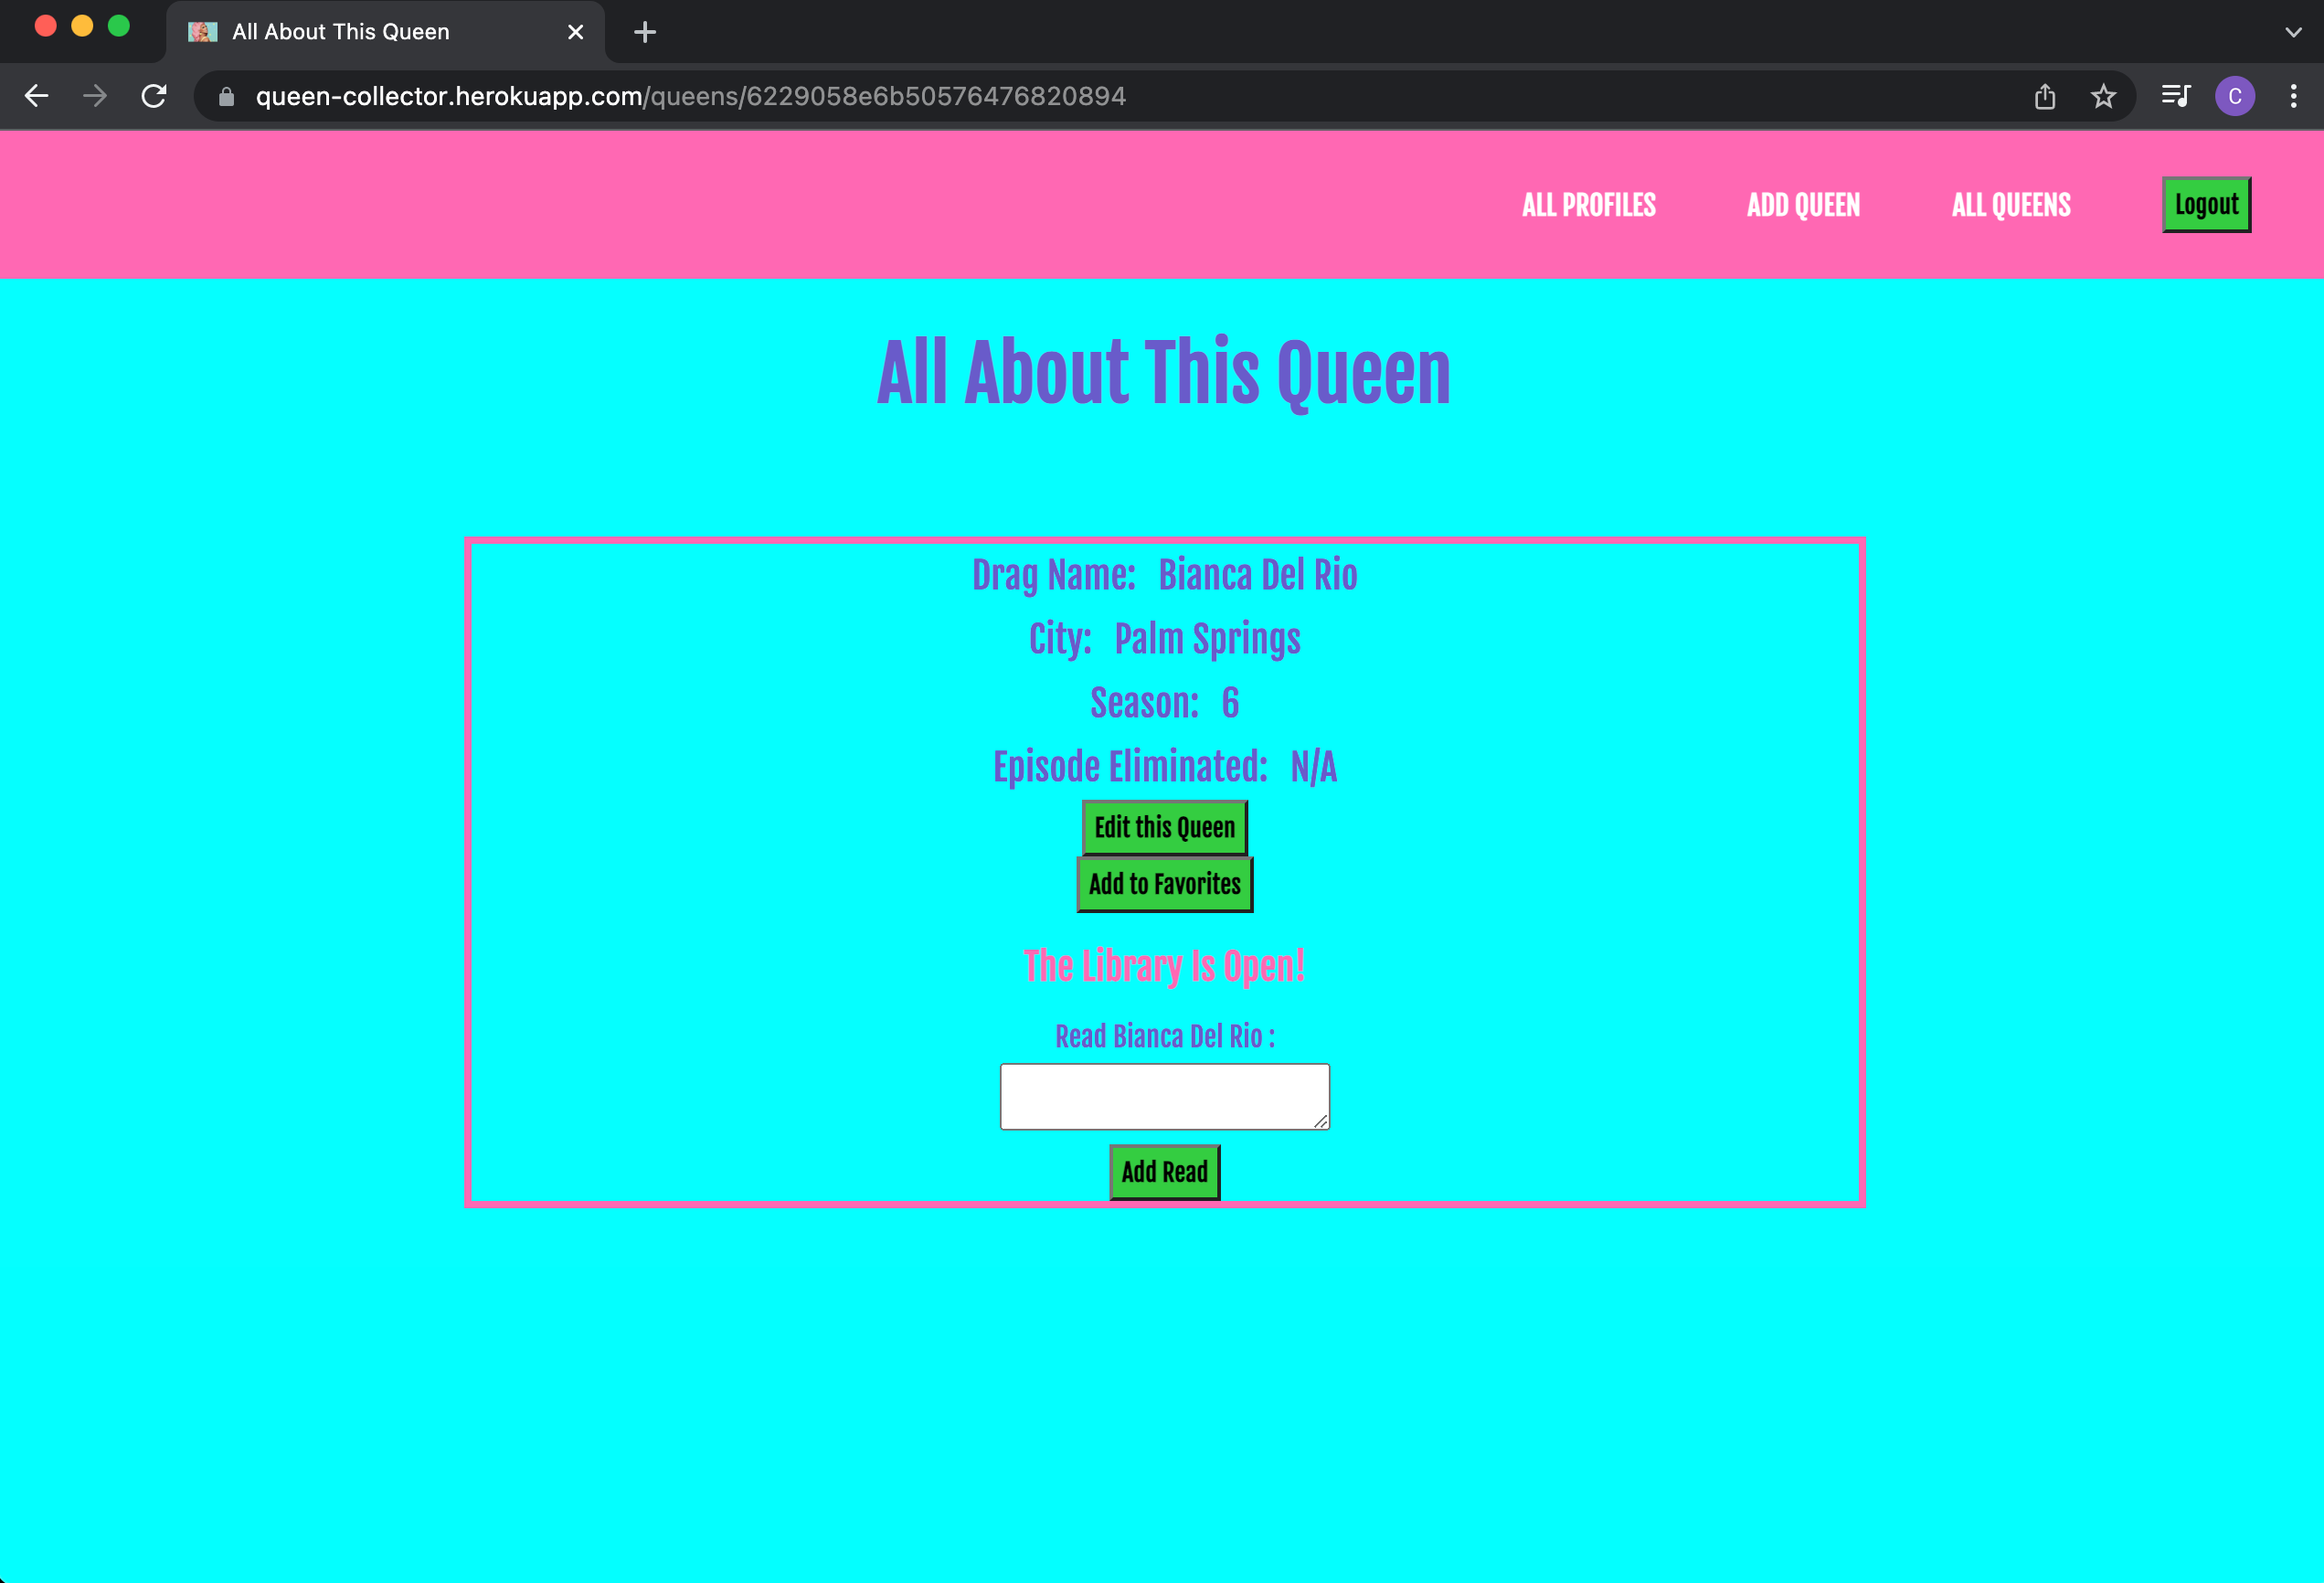 All About This Queen
queen-collector.herokuapp.com/queens/6229058e6b50576476820894
C
ALL PROFILES
ADD QUEEN
ALL QUEENS
Logout
All About This Queen
Drag Name: Bianca Del Rio
City: Palm Springs
Season: 6
Episode Eliminated: N/A
Edit this Queen
Add to Favorites
The Library Is Open!
Read Bianca Del Rio :
Add Read